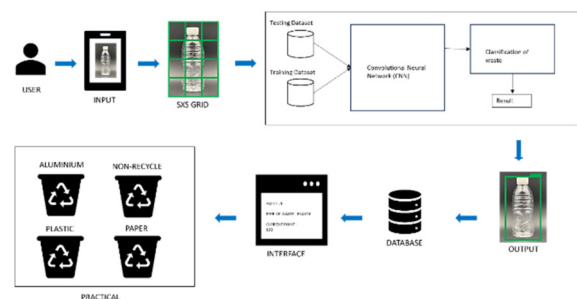 Testing Dataset
Training Dataset
Convolutional Neural
Network (CNN)
Classification of
waste
Result
USER
INPUT
SXS GRID
ALUMINIUM
NON-RECYCLE
PLASTIC
PAPER
PRACTICAL
INTERFACE
DATABASE
OUTPUT